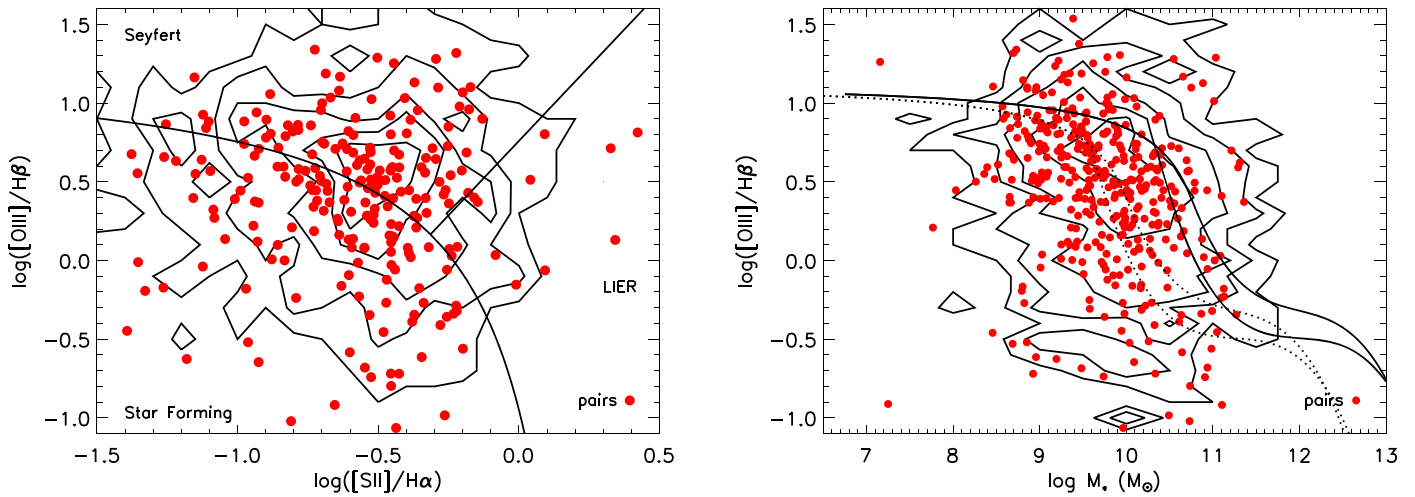 1.5
1.0
0.5
0.0
−0.5
−1.0
log([OIII]/Hβ)
Seyfert
LIER
Star Forming
pairs
−1.5 −1.0 −0.5 0.0 0.5
log([SII]/Hα)
1.5
1.0
0.5
0.0
−0.5
−1.0
log([OIII]/Hβ)
pairs
7 8 9 10 11 12 13
log M⋆ (M⊙)